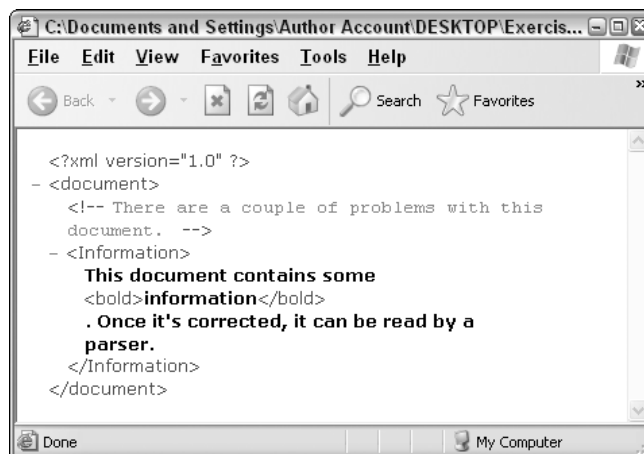 C:\Documents and Settings\Author Account\DESKTOP\Exercis...
File Edit View Favorites Tools Help
Back Search Favorites »
<?xml version="1.0" ?>
– <document>
<!-- There are a couple of problems with this
document. -->
– <Information>
This document contains some
<bold>information</bold>
. Once it's corrected, it can be read by a
parser.
</Information>
</document>
Done My Computer